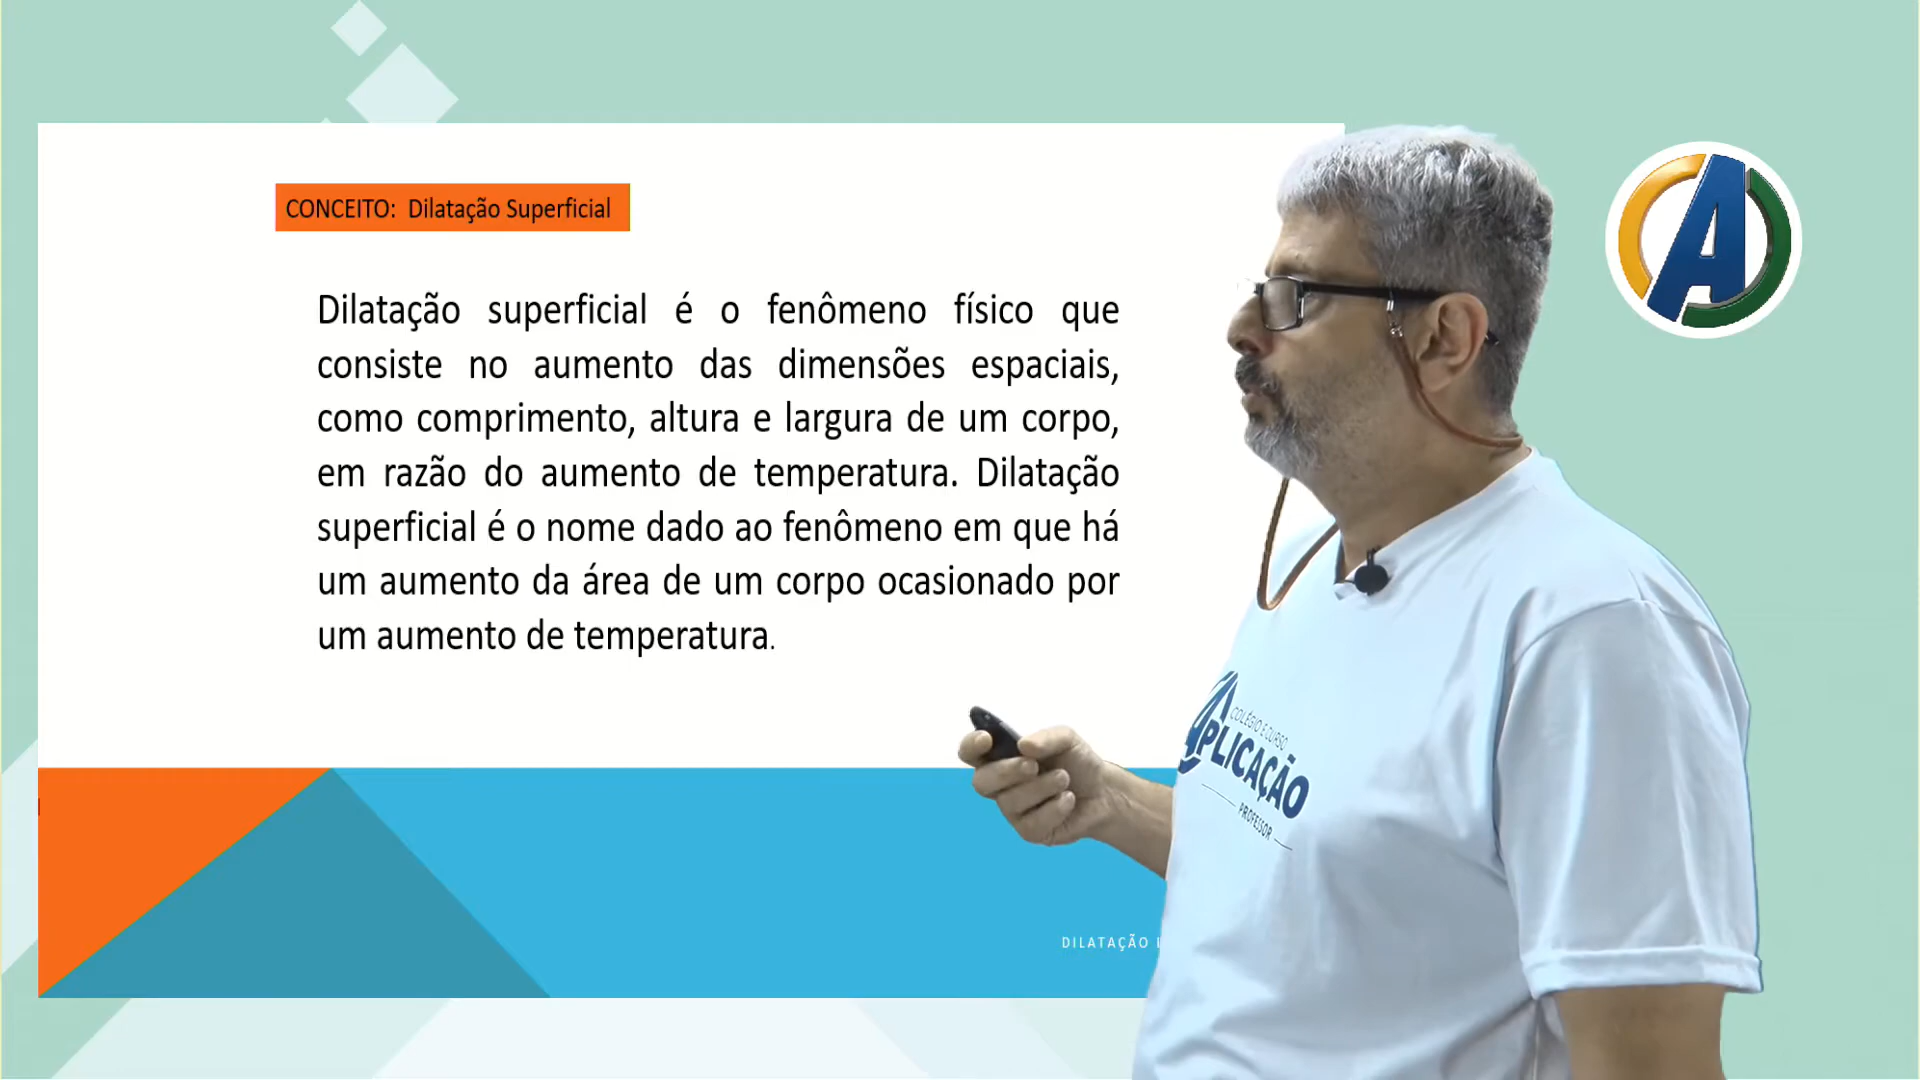 CONCEITO: Dilatação Superficial
Dilatação superficial é o fenômeno físico que
consiste no aumento das dimensões espaciais,
como comprimento, altura e largura de um corpo,
em razão do aumento de temperatura. Dilatação
superficial é o nome dado ao fenômeno em que há
um aumento da área de um corpo ocasionado por
um aumento de temperatura.
COLÉGIO E CURSO
APLICAÇÃO
PROFESSOR
DILATAÇÃO
A